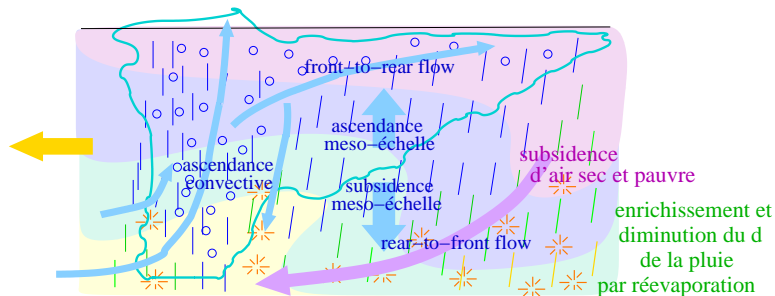 front−to−rear flow
ascendance
meso−échelle
ascendance
convective
subsidence
meso−échelle
subsidence
d'air sec et pauvre
rear−to−front flow
enrichissement et
diminution du d
de la pluie
par réevaporation